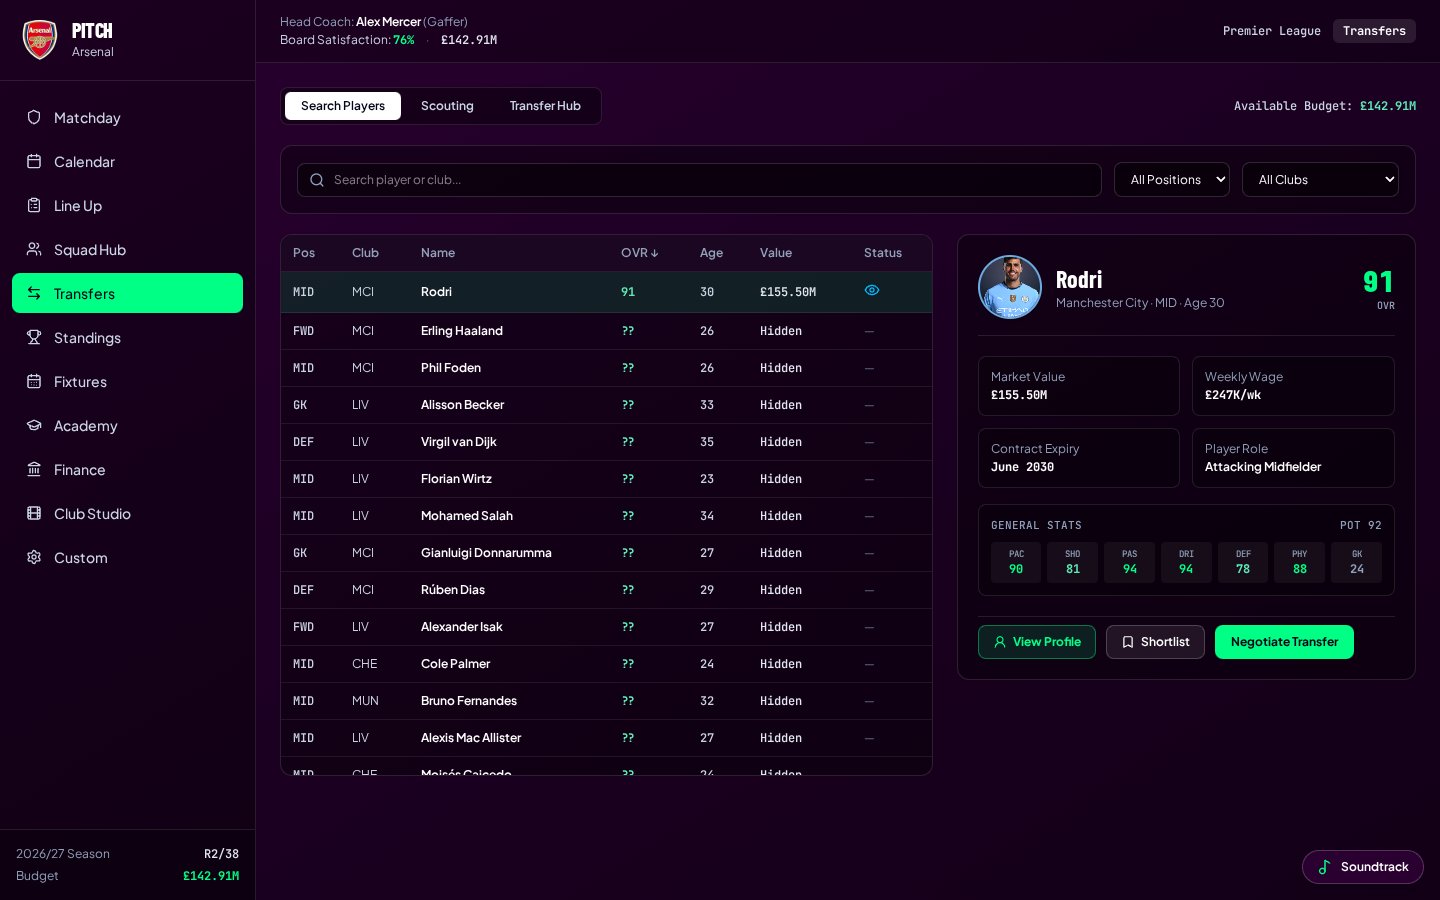 Arsenal
PITCH
Arsenal
Matchday
Calendar
Line Up
Squad Hub
Transfers
Standings
Fixtures
Academy
Finance
Club Studio
Custom
2026/27 Season R2/38
Budget £142.91M
Head Coach: Alex Mercer (Gaffer)
Board Satisfaction: 76% · £142.91M
Premier League Transfers
Search Players Scouting Transfer Hub
Available Budget: £142.91M
Search player or club... All Positions All Clubs
Pos Club Name OVR ↓ Age Value Status
MID MCI Rodri 91 30 £155.50M
FWD MCI Erling Haaland ?? 26 Hidden —
MID MCI Phil Foden ?? 26 Hidden —
GK LIV Alisson Becker ?? 33 Hidden —
DEF LIV Virgil van Dijk ?? 35 Hidden —
MID LIV Florian Wirtz ?? 23 Hidden —
MID LIV Mohamed Salah ?? 34 Hidden —
GK MCI Gianluigi Donnarumma ?? 27 Hidden —
DEF MCI Rúben Dias ?? 29 Hidden —
FWD LIV Alexander Isak ?? 27 Hidden —
MID CHE Cole Palmer ?? 24 Hidden —
MID MUN Bruno Fernandes ?? 32 Hidden —
MID LIV Alexis Mac Allister ?? 27 Hidden —
MID CHE Moisés Caicedo ?? 24 Hidden —
Rodri
Manchester City · MID · Age 30
91
OVR
Market Value
£155.50M
Weekly Wage
£247K/wk
Contract Expiry
June 2030
Player Role
Attacking Midfielder
GENERAL STATS POT 92
PAC SHO PAS DRI DEF PHY GK
90 81 94 94 78 88 24
View Profile Shortlist Negotiate Transfer
Soundtrack